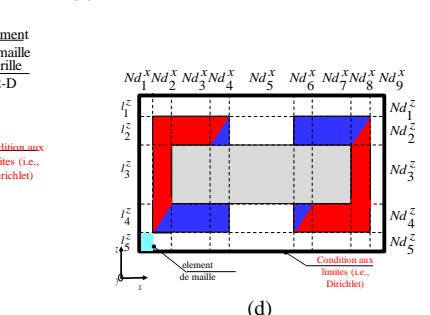 ment
maille
rille
-D
dition aux
ites (i.e.,
irichlet)
Nd₁ˣ Nd₂ˣ Nd₃ˣ Nd₄ˣ Nd₅ˣ Nd₆ˣ Nd₇ˣ Nd₈ˣ Nd₉ˣ
l₁ᶻ Nd₁ᶻ
l₂ᶻ Nd₂ᶻ
l₃ᶻ Nd₃ᶻ
l₄ᶻ Nd₄ᶻ
l₅ᶻ Nd₅ᶻ
z
y x
element
de maille
Condition aux
limites (i.e.,
Dirichlet)
(d)